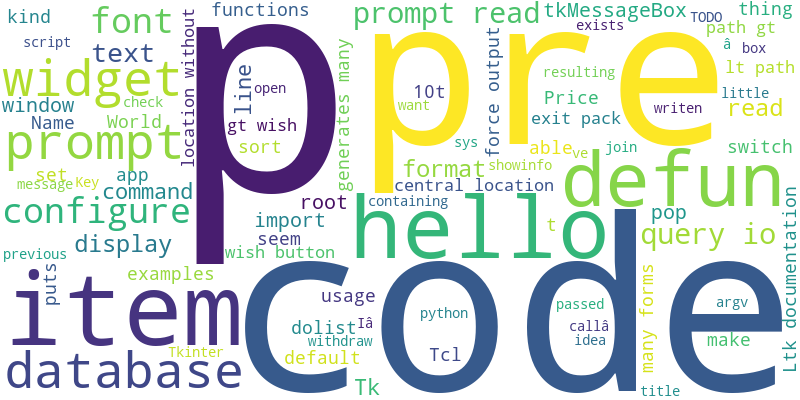 kind
functions
font
prompt read
tkMessageBox
TODO
thing
script
text
exists
path gt
â
box
widget
p
pre
line
open
resulting
lt path
window
check
want
10t
Price
writen
little
Name
World
prompt
location without
gt wish
sort
generates many
force output
sys
exit pack
read
able
ve
join
switch
set
app
format
showinfo
defun
message
Key
command
central location
configure
root
containing
import
hello
pop
t
query io
display
seem
wish button
previous
puts
examples
item
code
usage
many forms
Ltk documentation
dolist
Iâ
python
passed
argv
callâ
withdraw
idea
make
Tkinter
default
Tcl
database
Tk
title